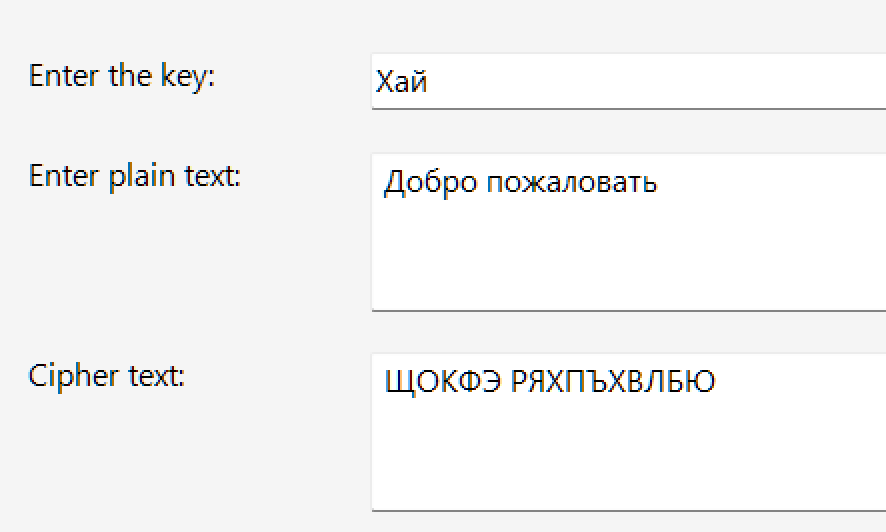 Enter the key:
Хай
Enter plain text:
Добро пожаловать
Cipher text:
ЩОКФЭ РЯХПЪХВЛБЮ